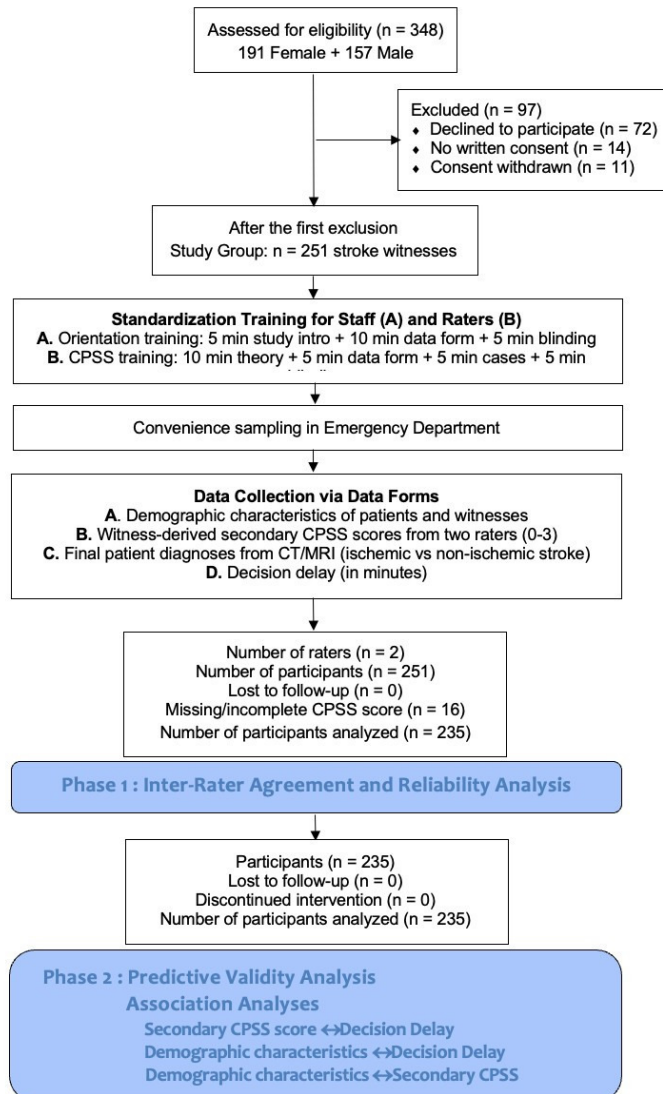 Assessed for eligibility (n = 348)
191 Female + 157 Male
Excluded (n = 97)
♦ Declined to participate (n = 72)
♦ No written consent (n = 14)
♦ Consent withdrawn (n = 11)
After the first exclusion
Study Group: n = 251 stroke witnesses
Standardization Training for Staff (A) and Raters (B)
A. Orientation training: 5 min study intro + 10 min data form + 5 min blinding
B. CPSS training: 10 min theory + 5 min data form + 5 min cases + 5 min
Convenience sampling in Emergency Department
Data Collection via Data Forms
A. Demographic characteristics of patients and witnesses
B. Witness-derived secondary CPSS scores from two raters (0-3)
C. Final patient diagnoses from CT/MRI (ischemic vs non-ischemic stroke)
D. Decision delay (in minutes)
Number of raters (n = 2)
Number of participants (n = 251)
Lost to follow-up (n = 0)
Missing/incomplete CPSS score (n = 16)
Number of participants analyzed (n = 235)
Phase 1 : Inter-Rater Agreement and Reliability Analysis
Participants (n = 235)
Lost to follow-up (n = 0)
Discontinued intervention (n = 0)
Number of participants analyzed (n = 235)
Phase 2 : Predictive Validity Analysis
Association Analyses
Secondary CPSS score ↔Decision Delay
Demographic characteristics ↔Decision Delay
Demographic characteristics ↔Secondary CPSS